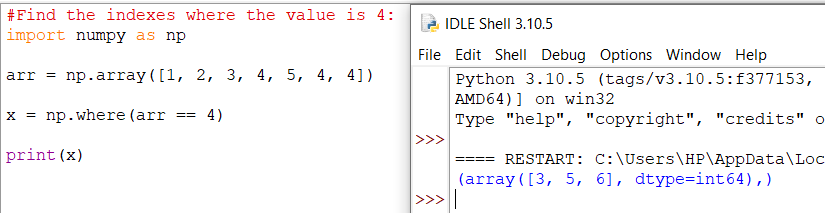 #Find the indexes where the value is 4:
import numpy as np
arr = np.array([1, 2, 3, 4, 5, 4, 4])
x = np.where(arr == 4)
print(x)
IDLE Shell 3.10.5
File Edit Shell Debug Options Window Help
Python 3.10.5 (tags/v3.10.5:f377153,
AMD64)] on win32
Type "help", "copyright", "credits" o
>>>
==== RESTART: C:\Users\HP\AppData\Loc
(array([3, 5, 6], dtype=int64),)
>>>